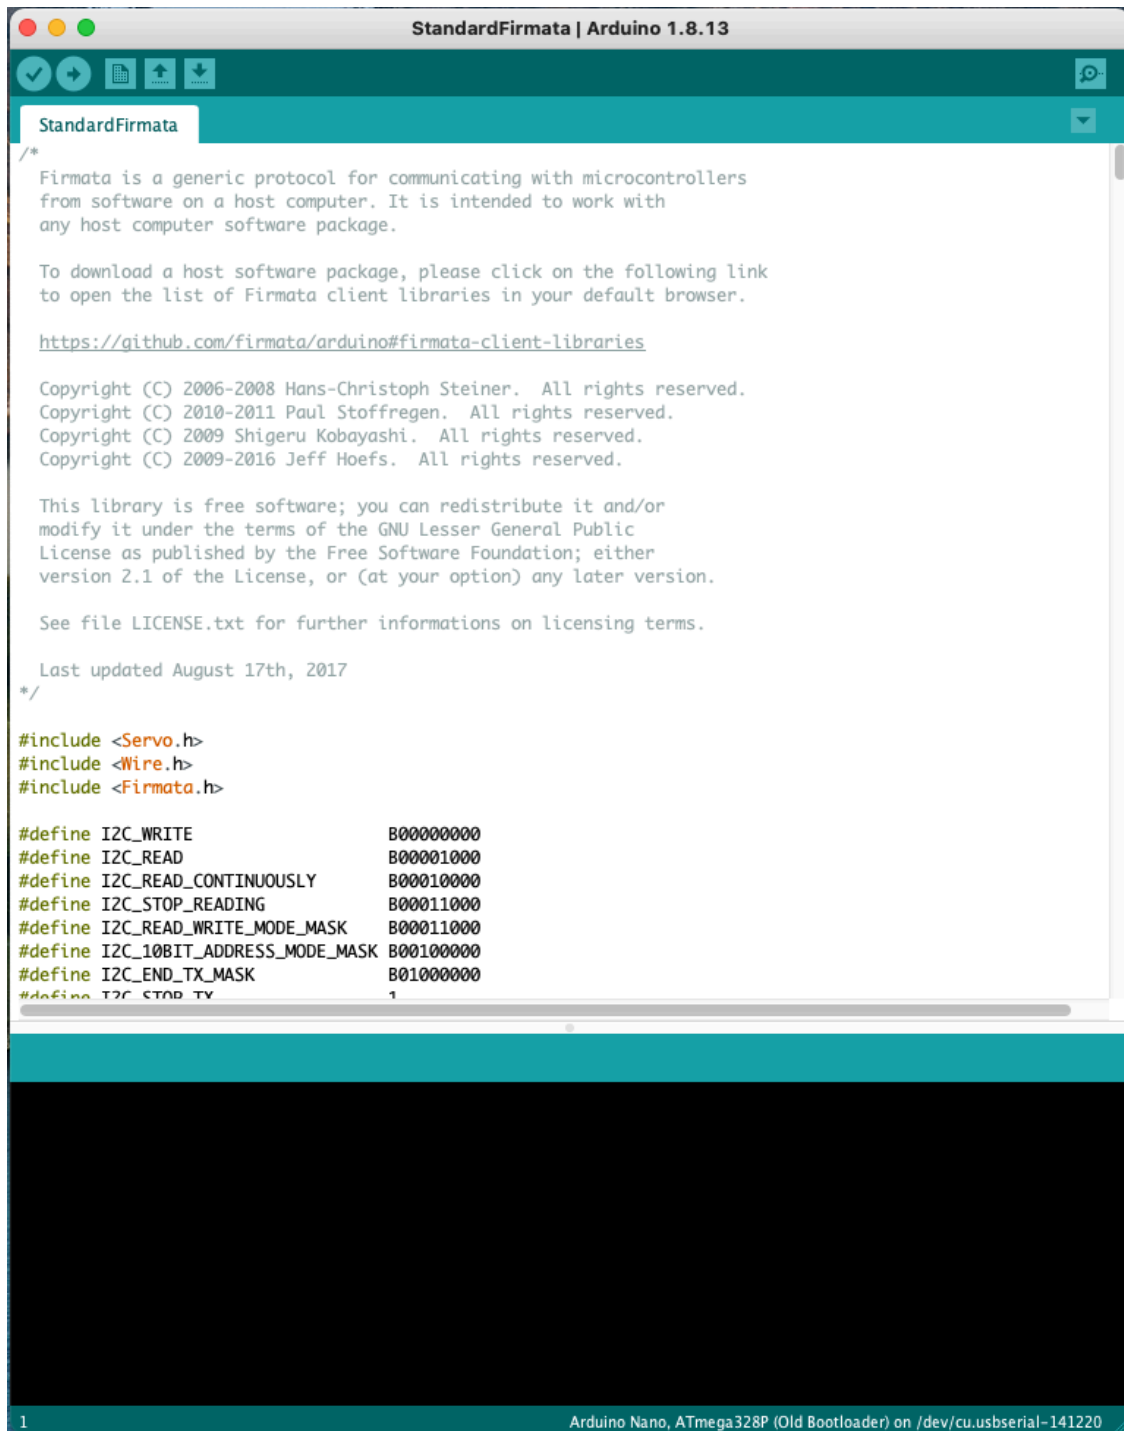 StandardFirmata | Arduino 1.8.13
StandardFirmata
/*
Firmata is a generic protocol for communicating with microcontrollers
from software on a host computer. It is intended to work with
any host computer software package.
To download a host software package, please click on the following link
to open the list of Firmata client libraries in your default browser.
https://github.com/firmata/arduino#firmata-client-libraries
Copyright (C) 2006-2008 Hans-Christoph Steiner.  All rights reserved.
Copyright (C) 2010-2011 Paul Stoffregen.  All rights reserved.
Copyright (C) 2009 Shigeru Kobayashi.  All rights reserved.
Copyright (C) 2009-2016 Jeff Hoefs.  All rights reserved.
This library is free software; you can redistribute it and/or
modify it under the terms of the GNU Lesser General Public
License as published by the Free Software Foundation; either
version 2.1 of the License, or (at your option) any later version.
See file LICENSE.txt for further informations on licensing terms.
Last updated August 17th, 2017
*/
#include <Servo.h>
#include <Wire.h>
#include <Firmata.h>
#define I2C_WRITE B00000000
#define I2C_READ B00001000
#define I2C_READ_CONTINUOUSLY B00010000
#define I2C_STOP_READING B00011000
#define I2C_READ_WRITE_MODE_MASK B00011000
#define I2C_10BIT_ADDRESS_MODE_MASK B00100000
#define I2C_END_TX_MASK B01000000
#define I2C_STOP_TX 1
1
Arduino Nano, ATmega328P (Old Bootloader) on /dev/cu.usbserial-141220